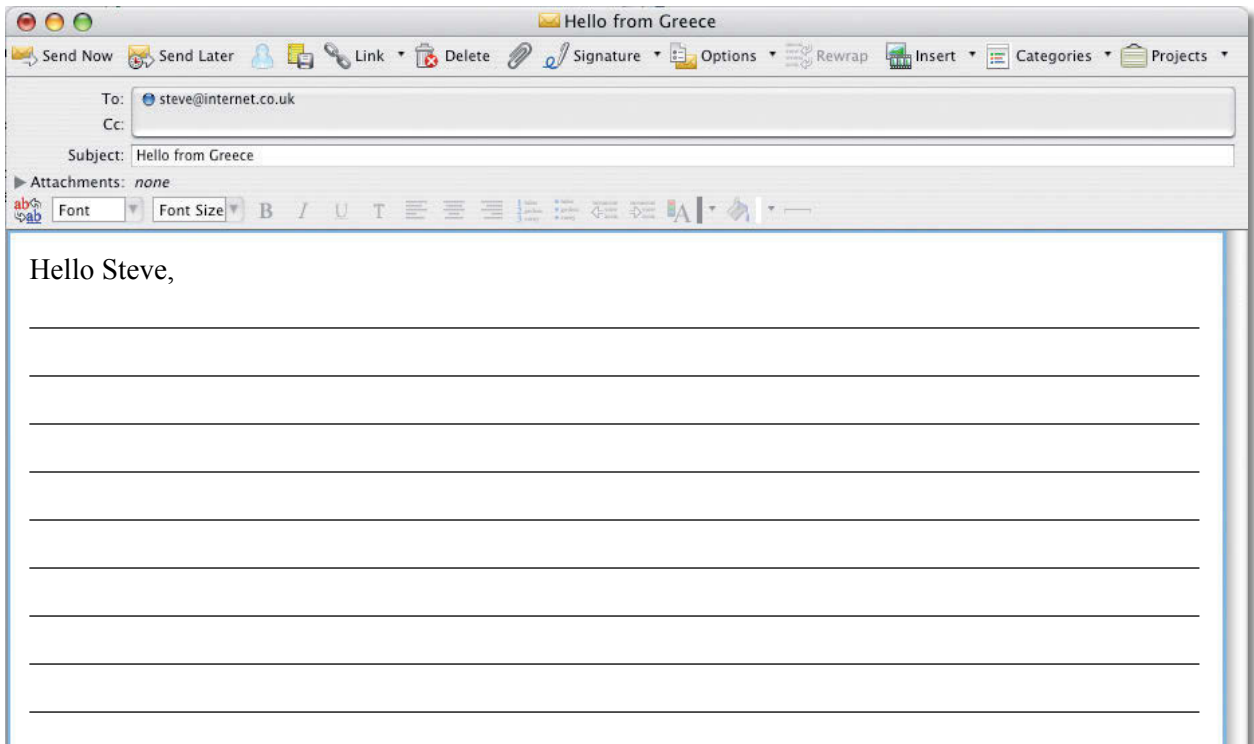 Hello from Greece
Send Now Send Later Link Delete Signature Options Rewrap Insert Categories Projects
To: steve@internet.co.uk
Cc:
Subject: Hello from Greece
Attachments: none
Font Font Size B I U T
Hello Steve,